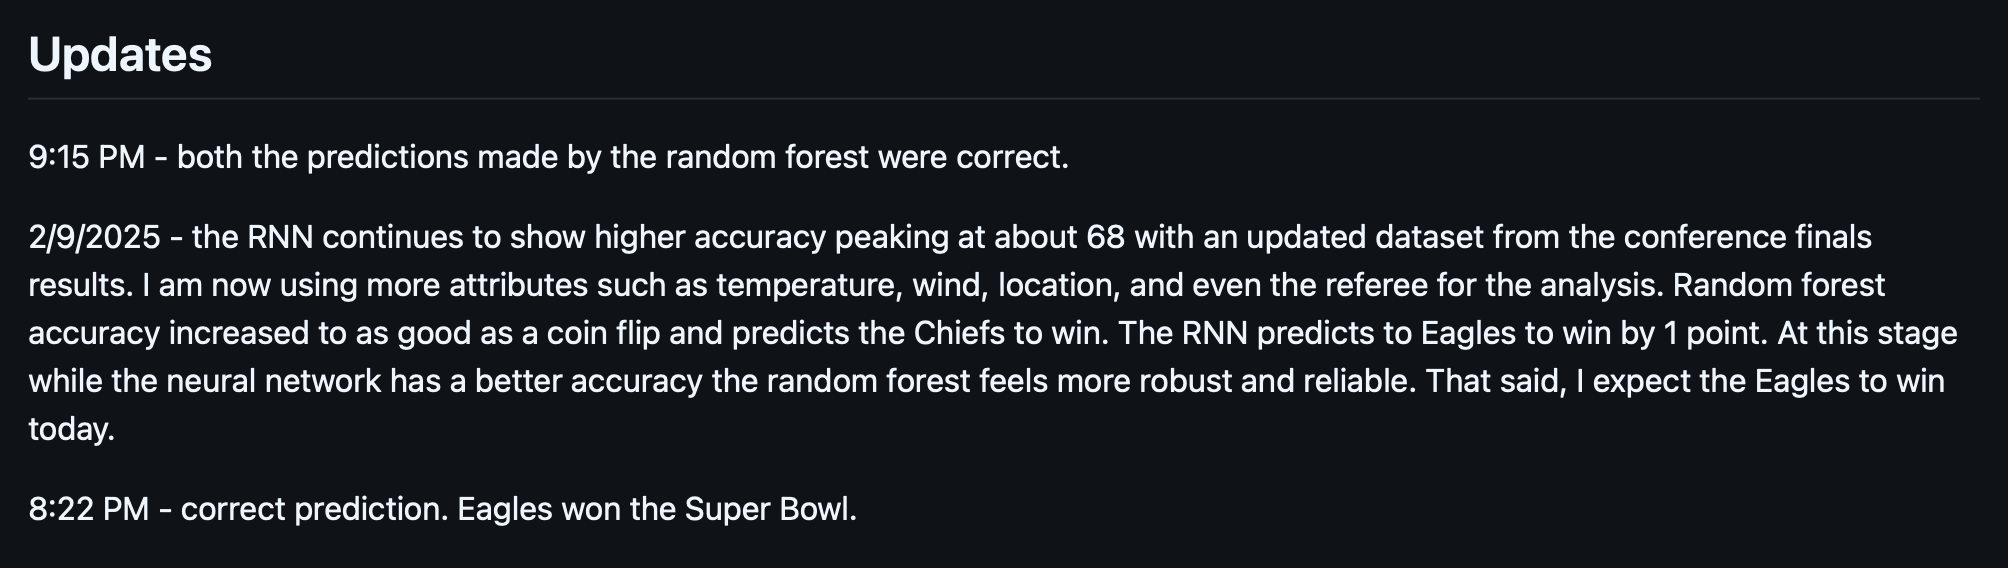 Updates
9:15 PM - both the predictions made by the random forest were correct.
2/9/2025 - the RNN continues to show higher accuracy peaking at about 68 with an updated dataset from the conference finals
results. I am now using more attributes such as temperature, wind, location, and even the referee for the analysis. Random forest
accuracy increased to as good as a coin flip and predicts the Chiefs to win. The RNN predicts to Eagles to win by 1 point. At this stage
while the neural network has a better accuracy the random forest feels more robust and reliable. That said, I expect the Eagles to win
today.
8:22 PM - correct prediction. Eagles won the Super Bowl.